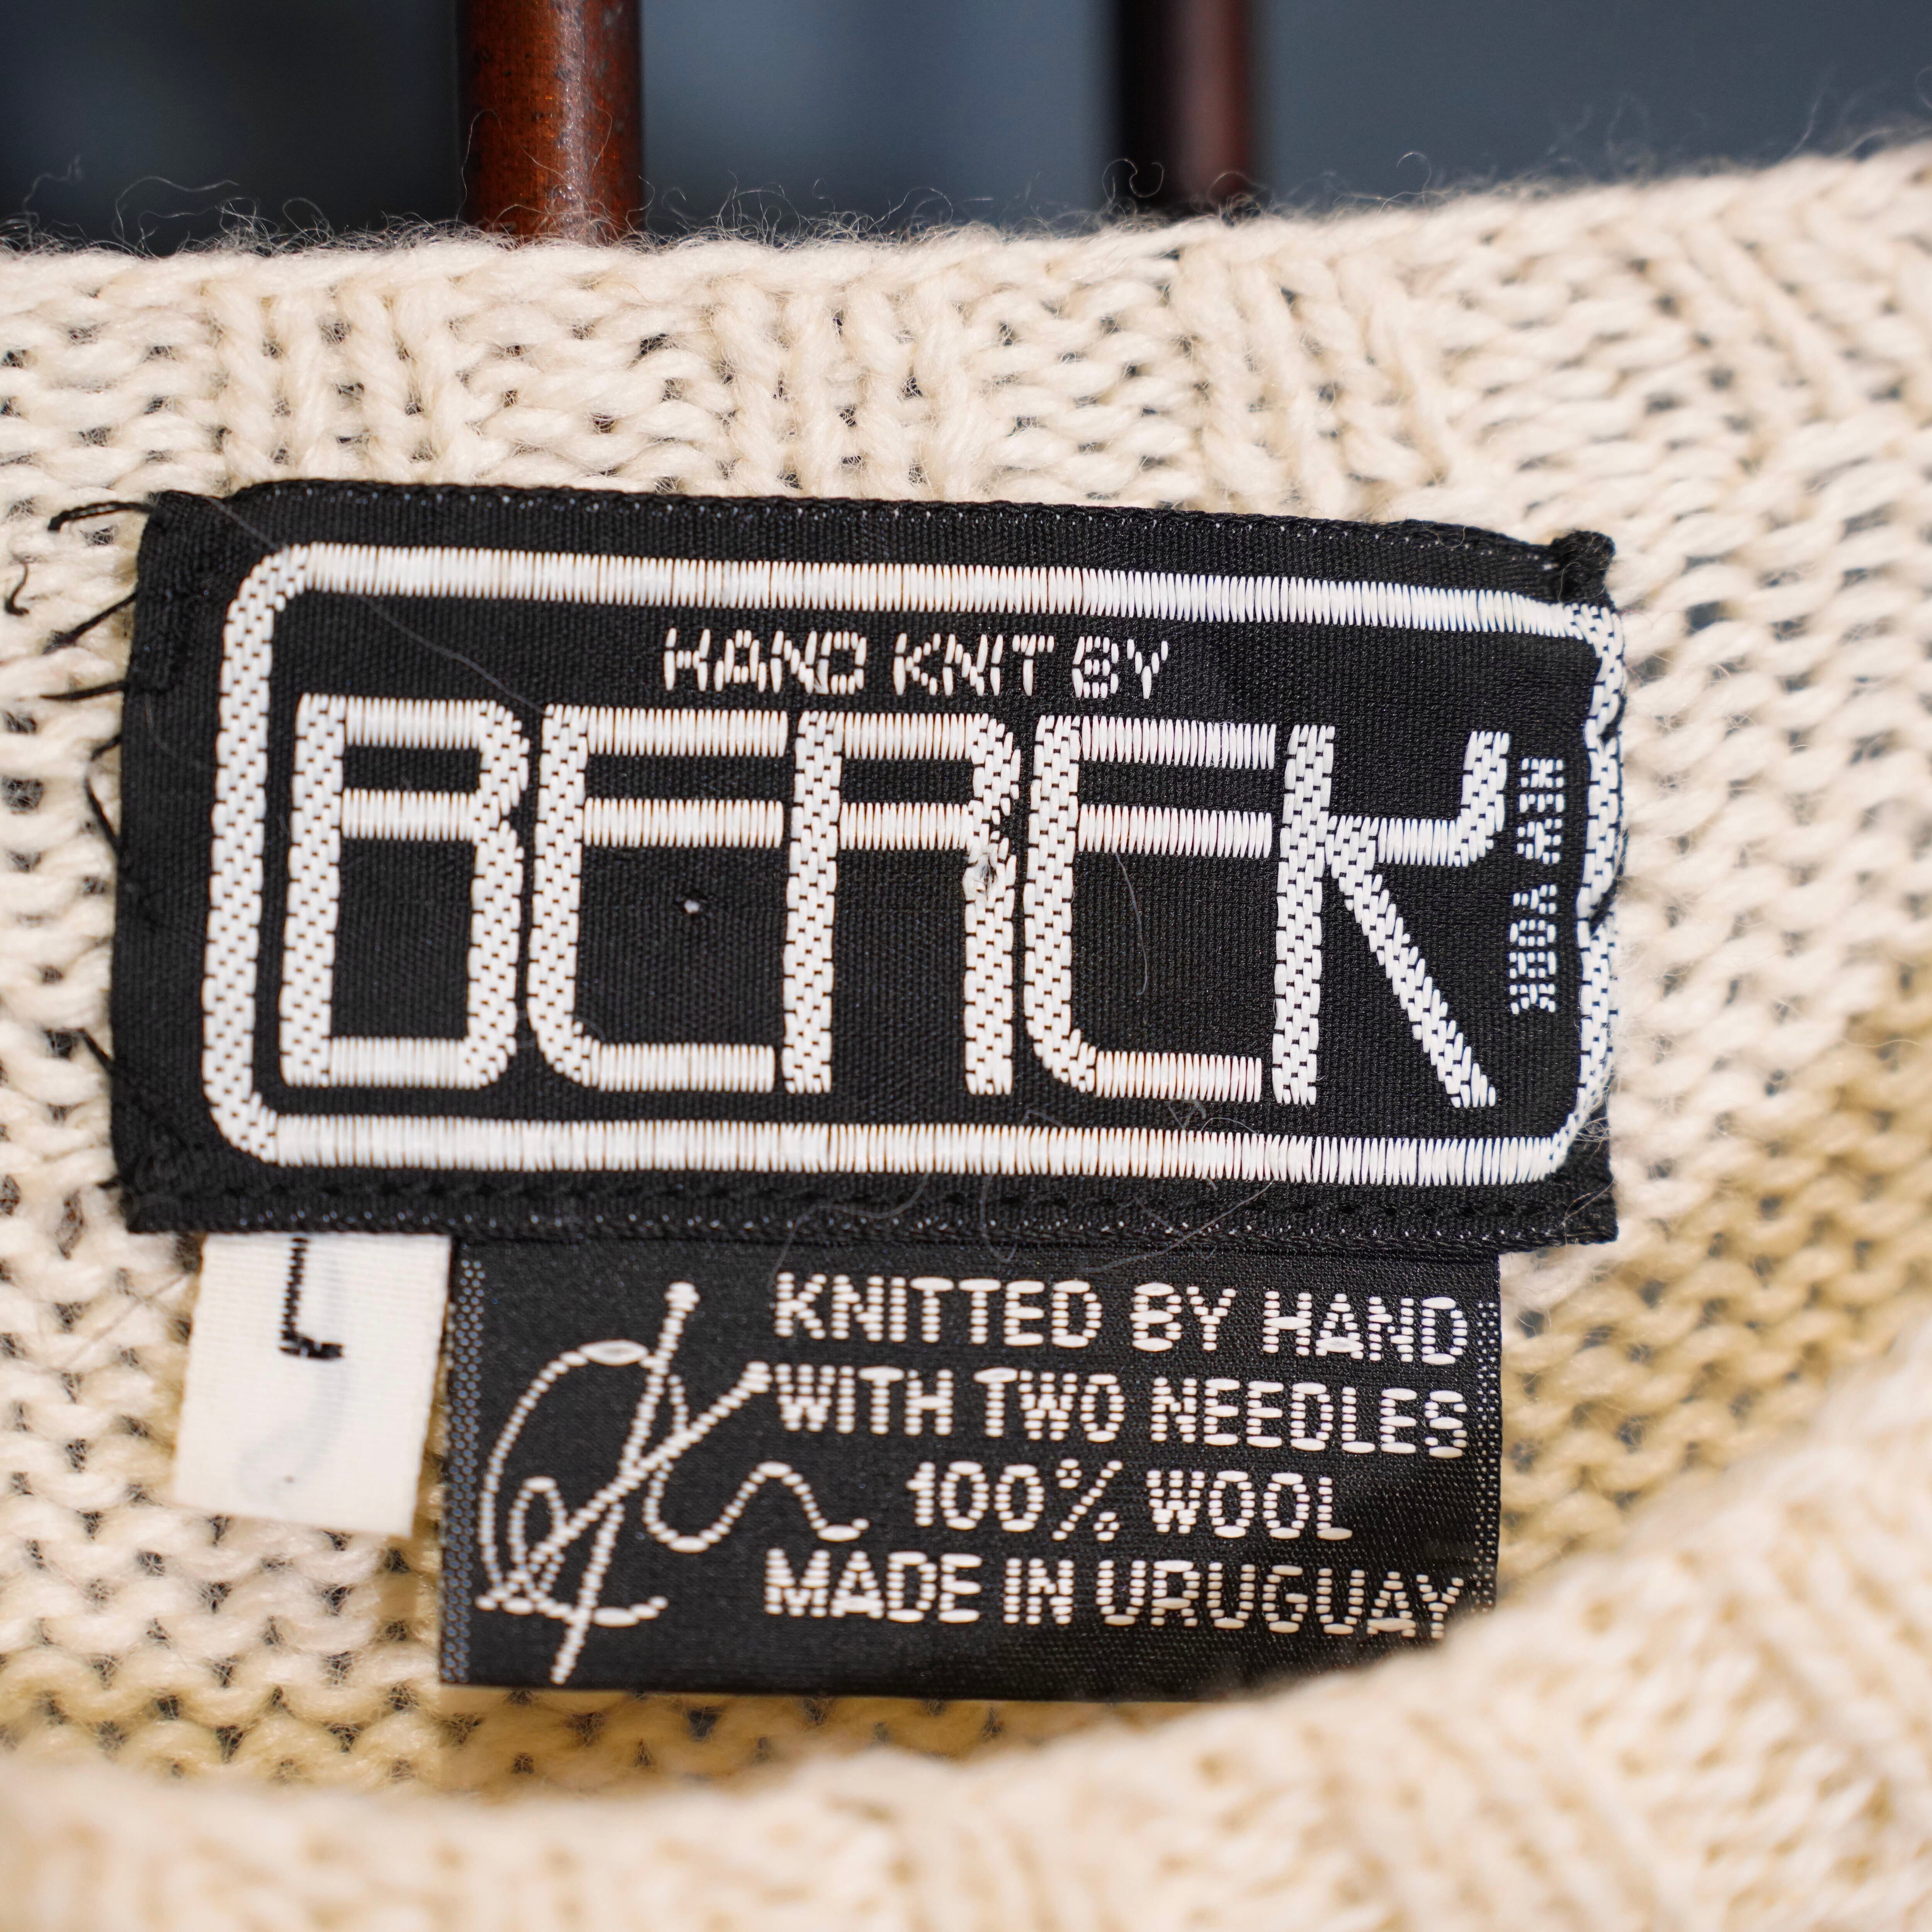 HAND KNIT BY
BEREK
NEW YORK
L
KNITTED BY HAND
WITH TWO NEEDLES
100% WOOL
MADE IN URUGUAY